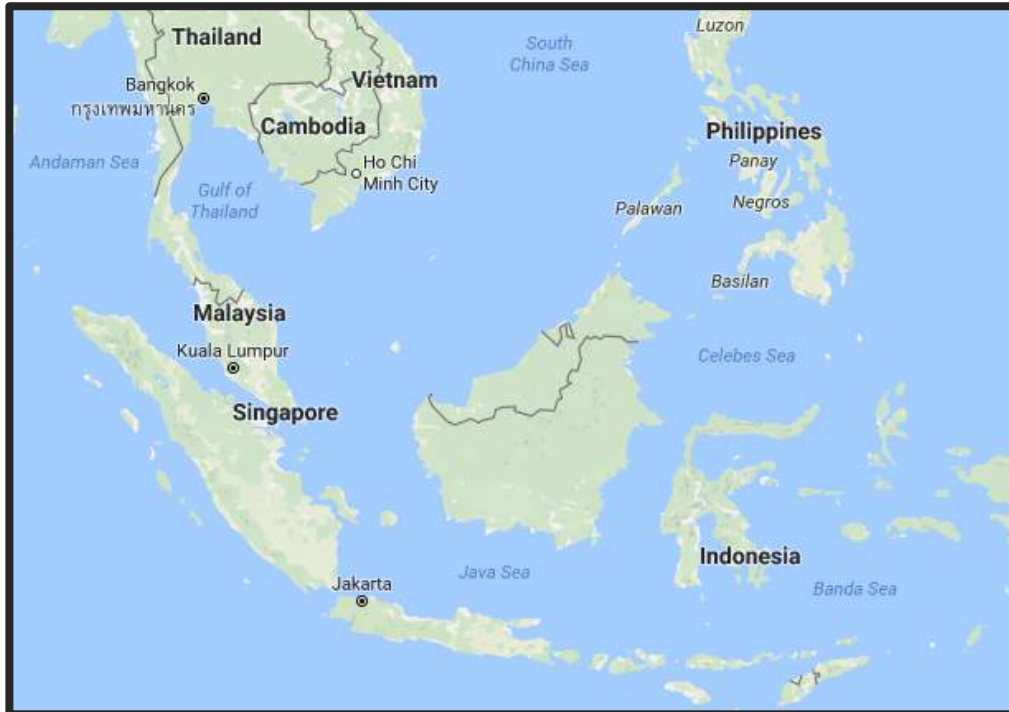 Luzon
Thailand
South
China Sea
Vietnam
Bangkok
กรุงเทพมหานคร
Cambodia
Philippines
Andaman Sea
Ho Chi
Minh City
Panay
Gulf of
Thailand
Negros
Palawan
Basilan
Malaysia
Kuala Lumpur
Celebes Sea
Singapore
Indonesia
Java Sea
Jakarta
Banda Sea